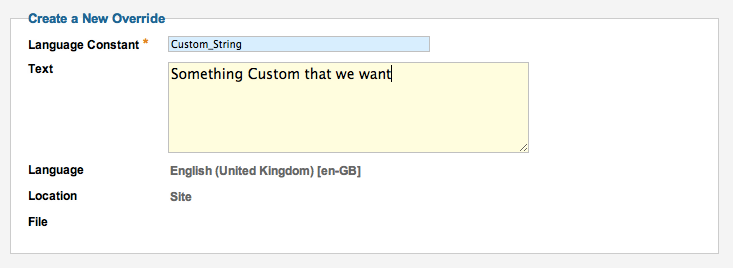 Create a New Override
Language Constant *
Custom_String
Text
Something Custom that we want
Language
English (United Kingdom) [en-GB]
Location
Site
File